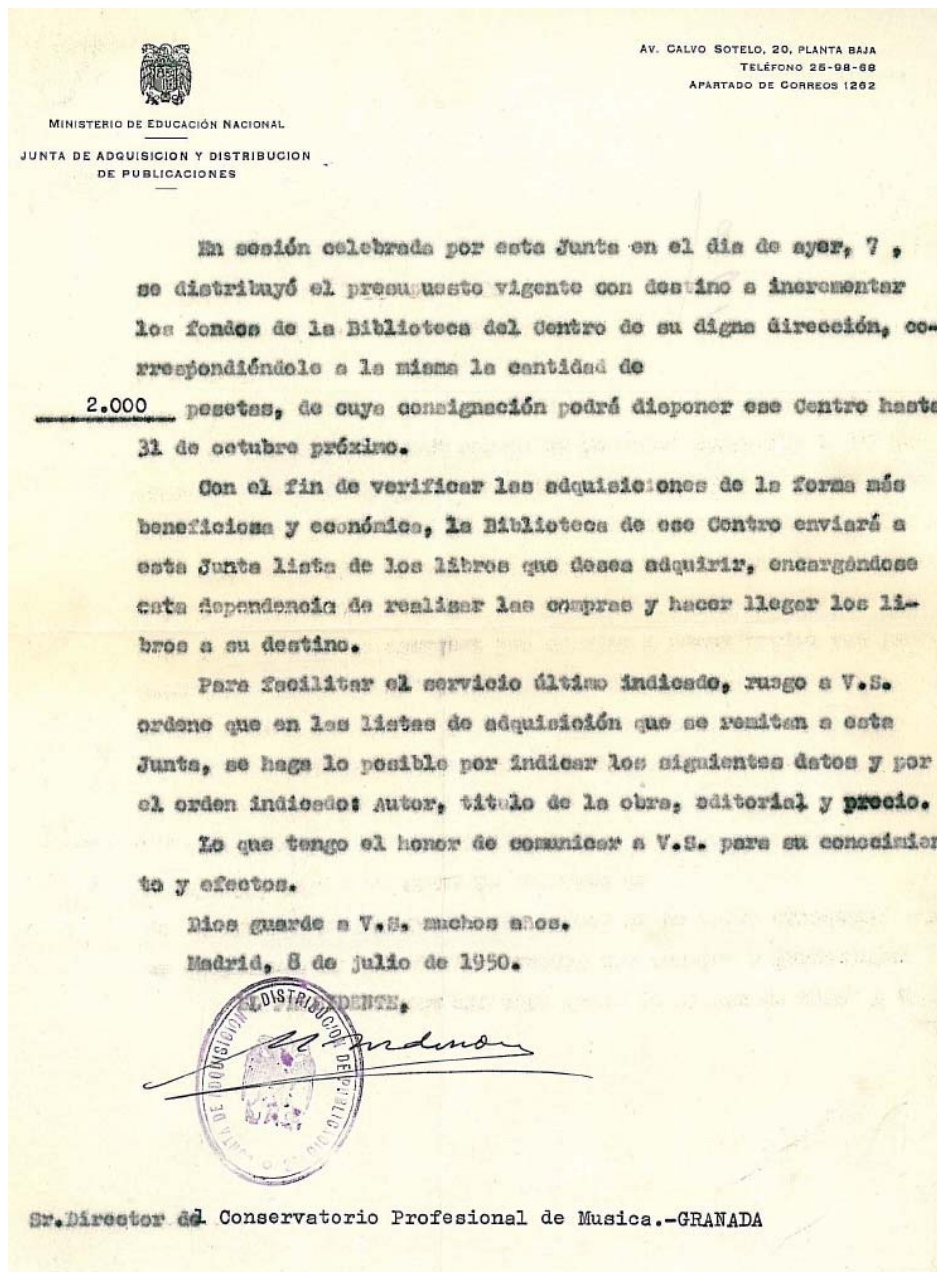 AV. CALVO SOTELO, 20, PLANTA BAJA
TELÉFONO 25-98-68
APARTADO DE CORREOS 1262
MINISTERIO DE EDUCACIÓN NACIONAL
JUNTA DE ADQUISICION Y DISTRIBUCION
DE PUBLICACIONES
En sesión celebrada por esta Junta en el dia de ayer, 7 ,
se distribuyó el presupuesto vigente con destino a incrementar
los fondos de la Biblioteca del Centro de su digna dirección, co-
rrespondiéndole a la misma la cantidad de
2.000 pesetas, de cuya consignación podrá disponer ese Centro hasta
31 de octubre próximo.
Con el fin de verificar las adquisiciones de la forma más
beneficiosa y económica, la Biblioteca de ese Centro enviará a
esta Junta lista de los libros que desea adquirir, encargándose
esta dependencia de realisar las compras y hacer llegar los li-
bros a su destino.
Para facilitar el servicio último indicado, ruego a V.S.
ordene que en las listas de adquisición que se remitan a esta
Junta, se haga lo posible por indicar los siguientes datos y por
el orden indicado: Autor, titulo de la obra, editorial y precio.
Lo que tengo el honor de comunicar a V.S. para su conocimien
to y efectos.
Dios guarde a V.S. muchos años.
Madrid, 8 de julio de 1950.
EL PRESIDENTE,
JUNTA DE ADQUISICION Y DISTRIBUCION DE PUBLICACIO
Sr.Director del Conservatorio Profesional de Musica.-GRANADA